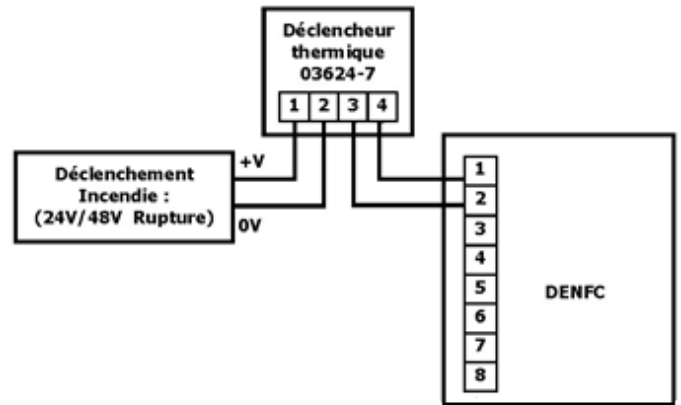 Déclencheur
thermique
03624-7
1 2 3 4
Déclenchement
Incendie :
(24V/48V Rupture)
+V
0V
1
2
3
4
5
6
7
8
DENFC